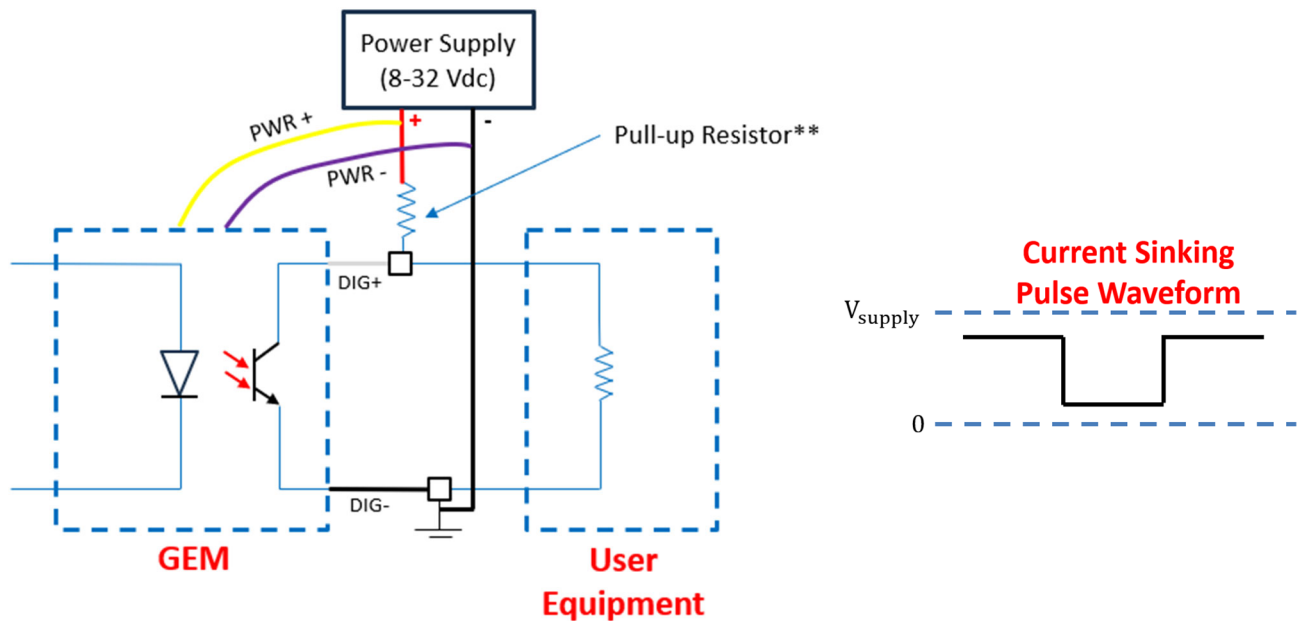 Power Supply
(8-32 Vdc)
PWR +
+
-
PWR -
Pull-up Resistor**
DIG+
DIG-
GEM
User
Equipment
Current Sinking
Pulse Waveform
Vsupply
0